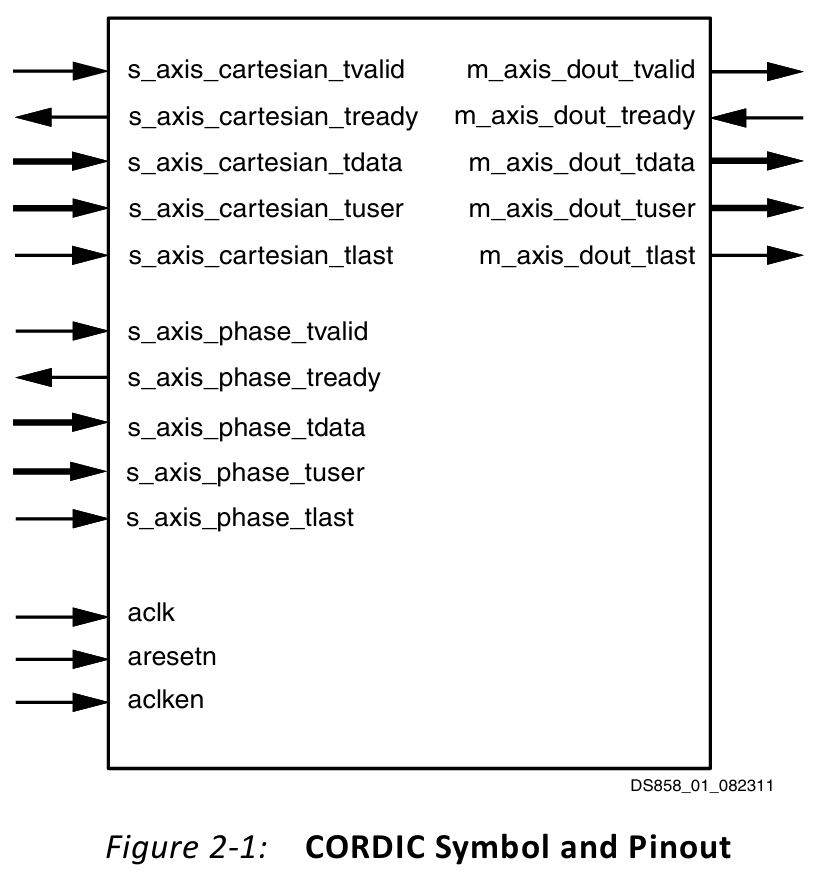 s_axis_cartesian_tvalid m_axis_dout_tvalid
s_axis_cartesian_tready m_axis_dout_tready
s_axis_cartesian_tdata m_axis_dout_tdata
s_axis_cartesian_tuser m_axis_dout_tuser
s_axis_cartesian_tlast m_axis_dout_tlast
s_axis_phase_tvalid
s_axis_phase_tready
s_axis_phase_tdata
s_axis_phase_tuser
s_axis_phase_tlast
aclk
aresetn
aclken
DS858_01_082311
Figure 2-1: CORDIC Symbol and Pinout